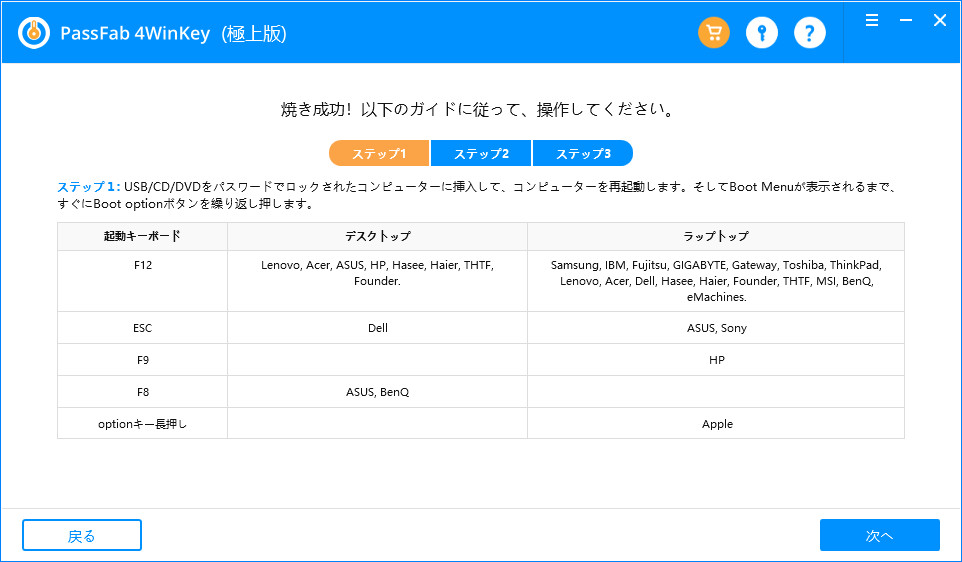 PassFab 4WinKey (極上版)
焼き成功！以下のガイドに従って、操作してください。
ステップ1 ステップ2 ステップ3
ステップ1: USB/CD/DVDをパスワードでロックされたコンピューターに挿入して、コンピューターを再起動します。そしてBoot Menuが表示されるまで、
すぐにBoot optionボタンを繰り返し押します。
起動キーボード デスクトップ ラップトップ
F12 Lenovo, Acer, ASUS, HP, Hasee, Haier, THTF, Samsung, IBM, Fujitsu, GIGABYTE, Gateway, Toshiba, ThinkPad,
Founder. Lenovo, Acer, Dell, Hasee, Haier, Founder, THTF, MSI, BenQ,
eMachines.
ESC Dell ASUS, Sony
F9 HP
F8 ASUS, BenQ
optionキー長押し Apple
戻る 次へ